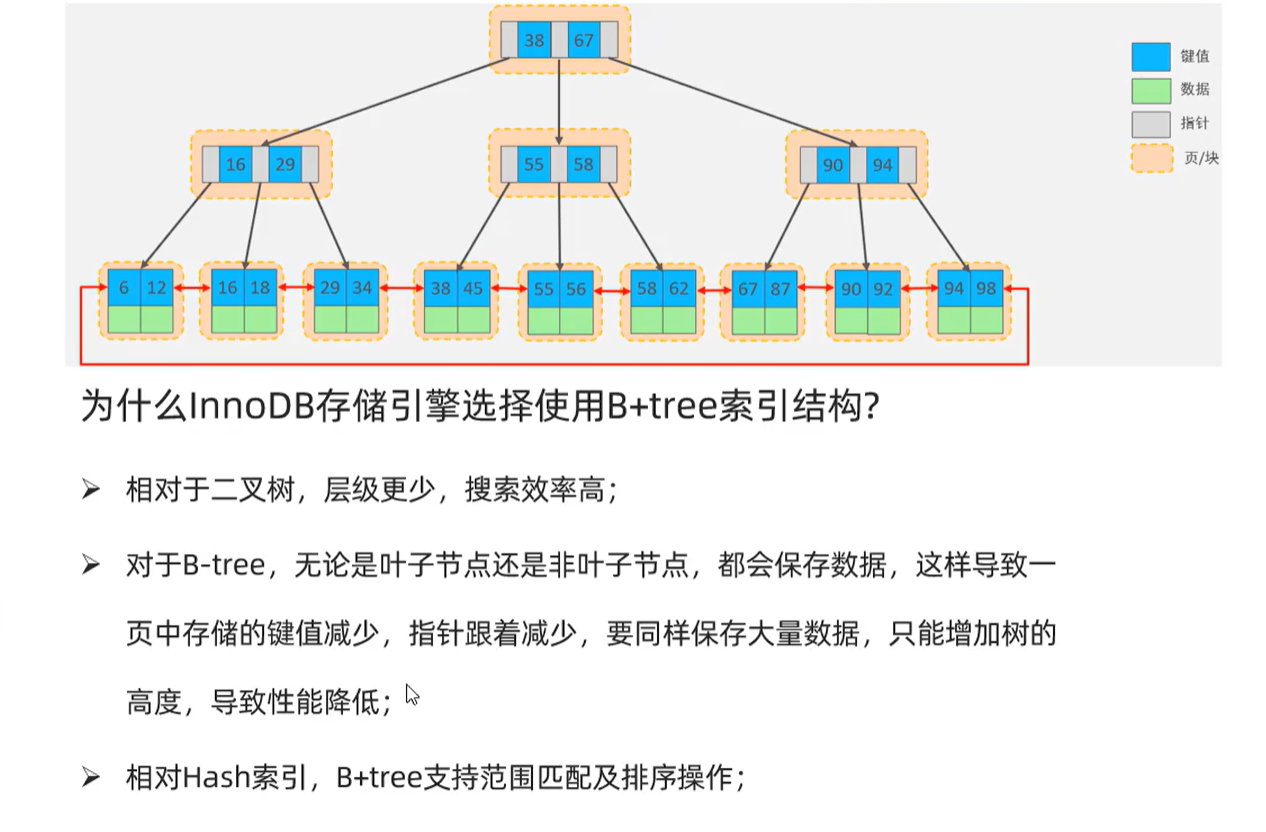 38 67
键值
数据
指针
页/块
16 29 55 58 90 94
6 12 16 18 29 34 38 45 55 56 58 62 67 87 90 92 94 98
为什么InnoDB存储引擎选择使用B+tree索引结构?
相对于二叉树，层级更少，搜索效率高；
对于B-tree，无论是叶子节点还是非叶子节点，都会保存数据，这样导致一
页中存储的键值减少，指针跟着减少，要同样保存大量数据，只能增加树的
高度，导致性能降低；
相对Hash索引，B+tree支持范围匹配及排序操作；